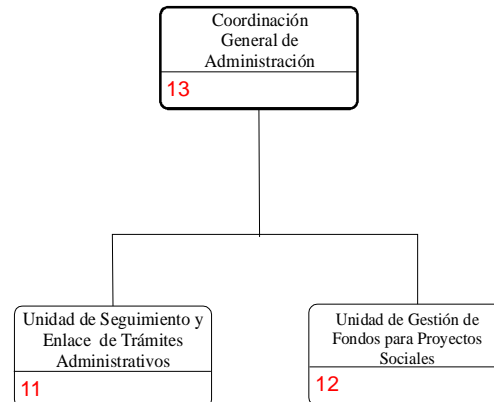 Coordinación
General de
Administración
13
Unidad de Seguimiento y
Enlace de Trámites
Administrativos
11
Unidad de Gestión de
Fondos para Proyectos
Sociales
12